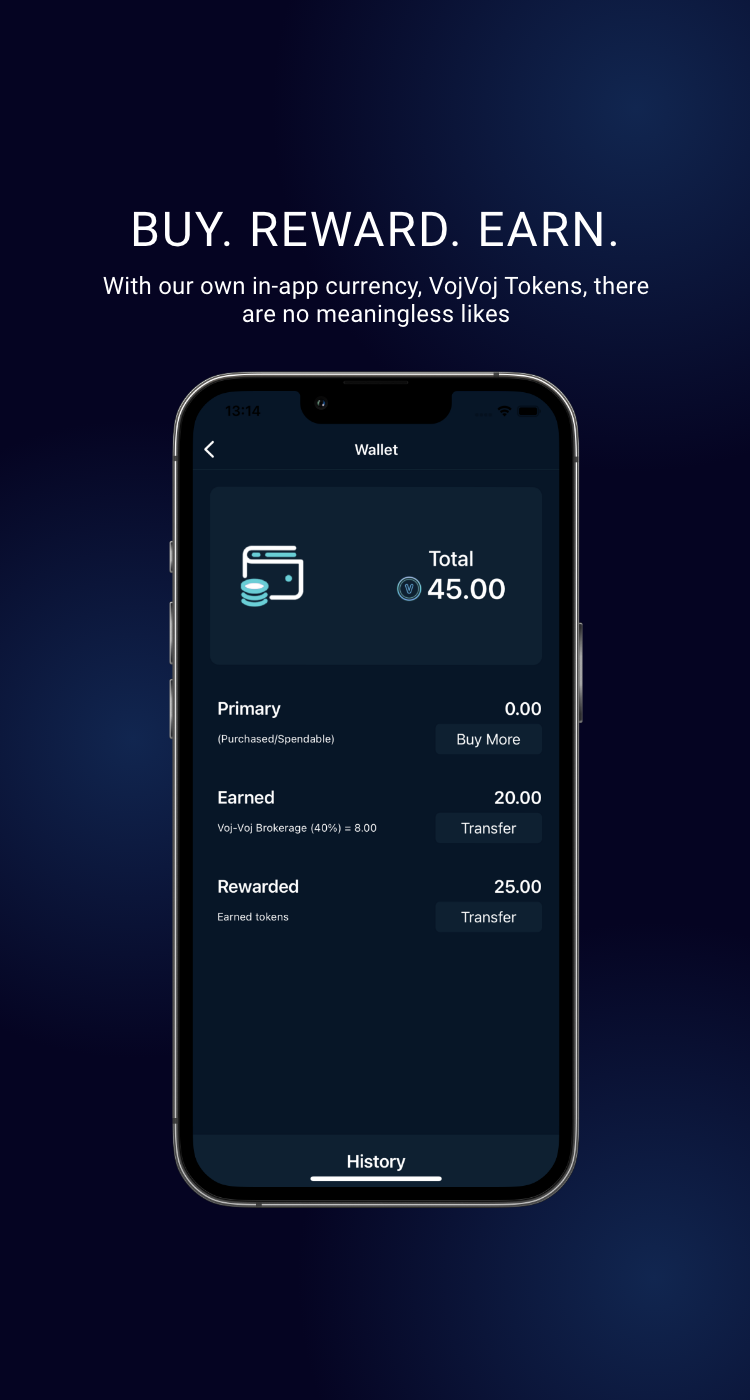 BUY. REWARD. EARN.
With our own in-app currency, VojVoj Tokens, there
are no meaningless likes
13:14
Wallet
Total
V 45.00
Primary 0.00
(Purchased/Spendable) Buy More
Earned 20.00
Voj-Voj Brokerage (40%) = 8.00 Transfer
Rewarded 25.00
Earned tokens Transfer
History